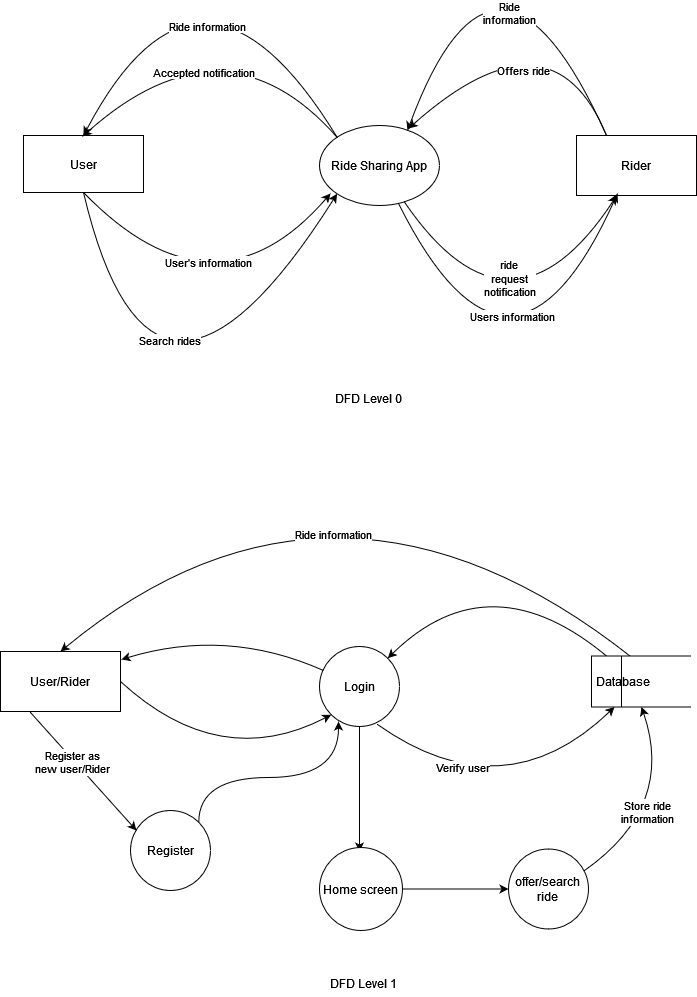 Ride information
Ride
information
Accepted notification
Offers ride
User
Ride Sharing App
Rider
User's information
ride
request
notification
Users information
Search rides
DFD Level 0
Ride information
User/Rider
Login
Database
Register as
new user/Rider
Verify user
Store ride
information
Register
Home screen
offer/search
ride
DFD Level 1